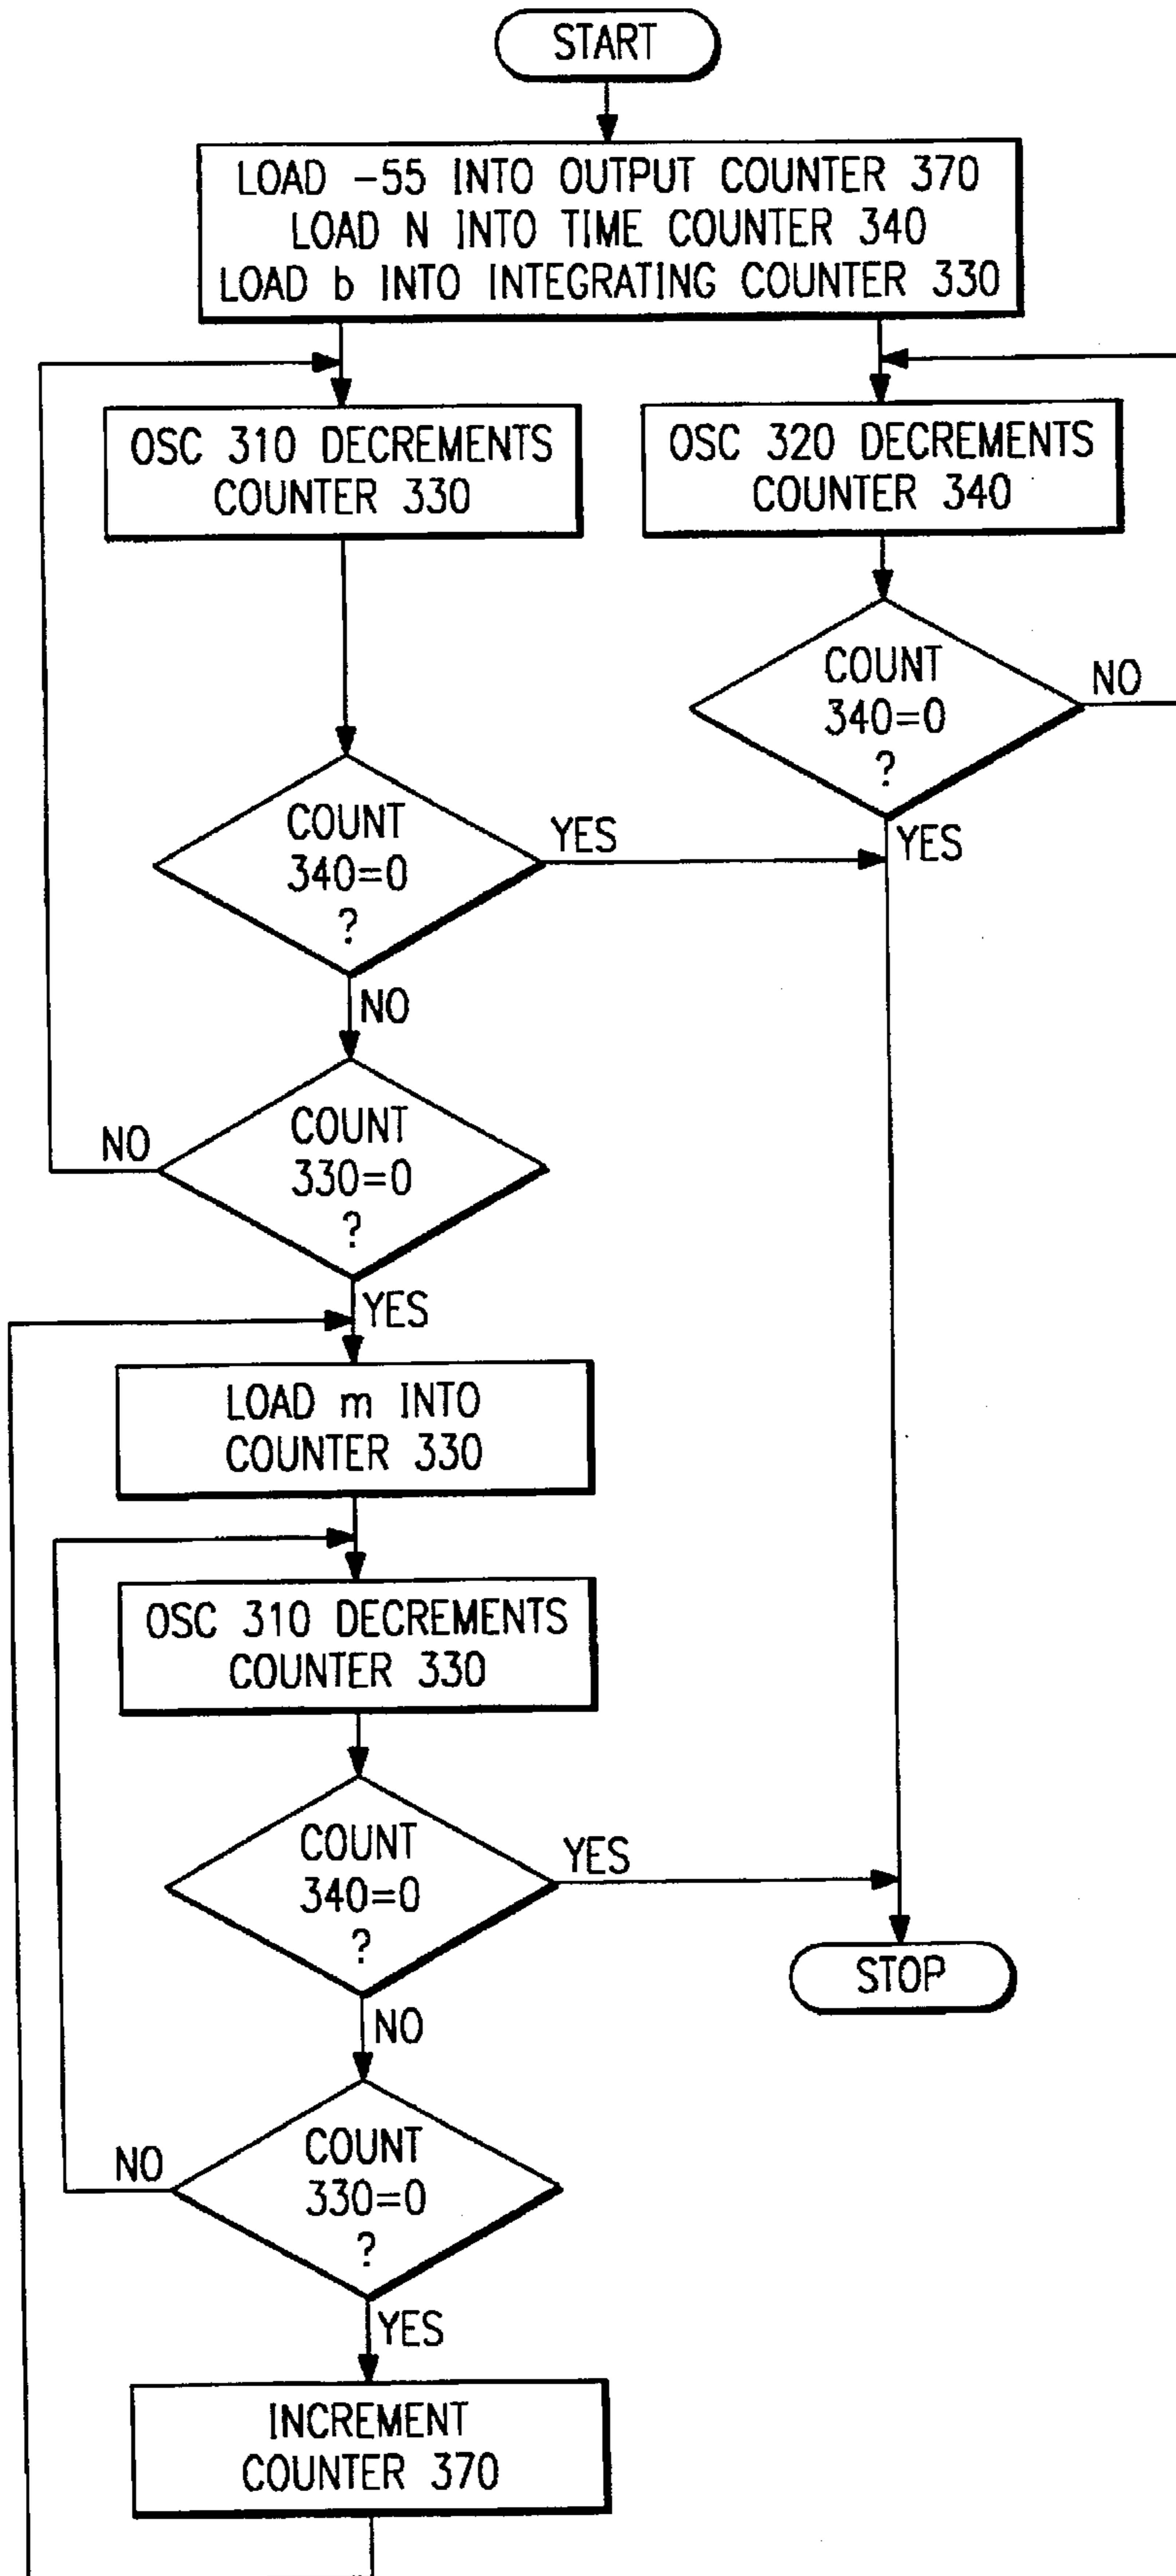 START
LOAD -55 INTO OUTPUT COUNTER 370
LOAD N INTO TIME COUNTER 340
LOAD b INTO INTEGRATING COUNTER 330
OSC 310 DECREMENTS
COUNTER 330
OSC 320 DECREMENTS
COUNTER 340
COUNT
340=0
?
NO
YES
COUNT
340=0
?
YES
NO
COUNT
330=0
?
NO
YES
LOAD m INTO
COUNTER 330
OSC 310 DECREMENTS
COUNTER 330
COUNT
340=0
?
YES
NO
STOP
COUNT
330=0
?
NO
YES
INCREMENT
COUNTER 370